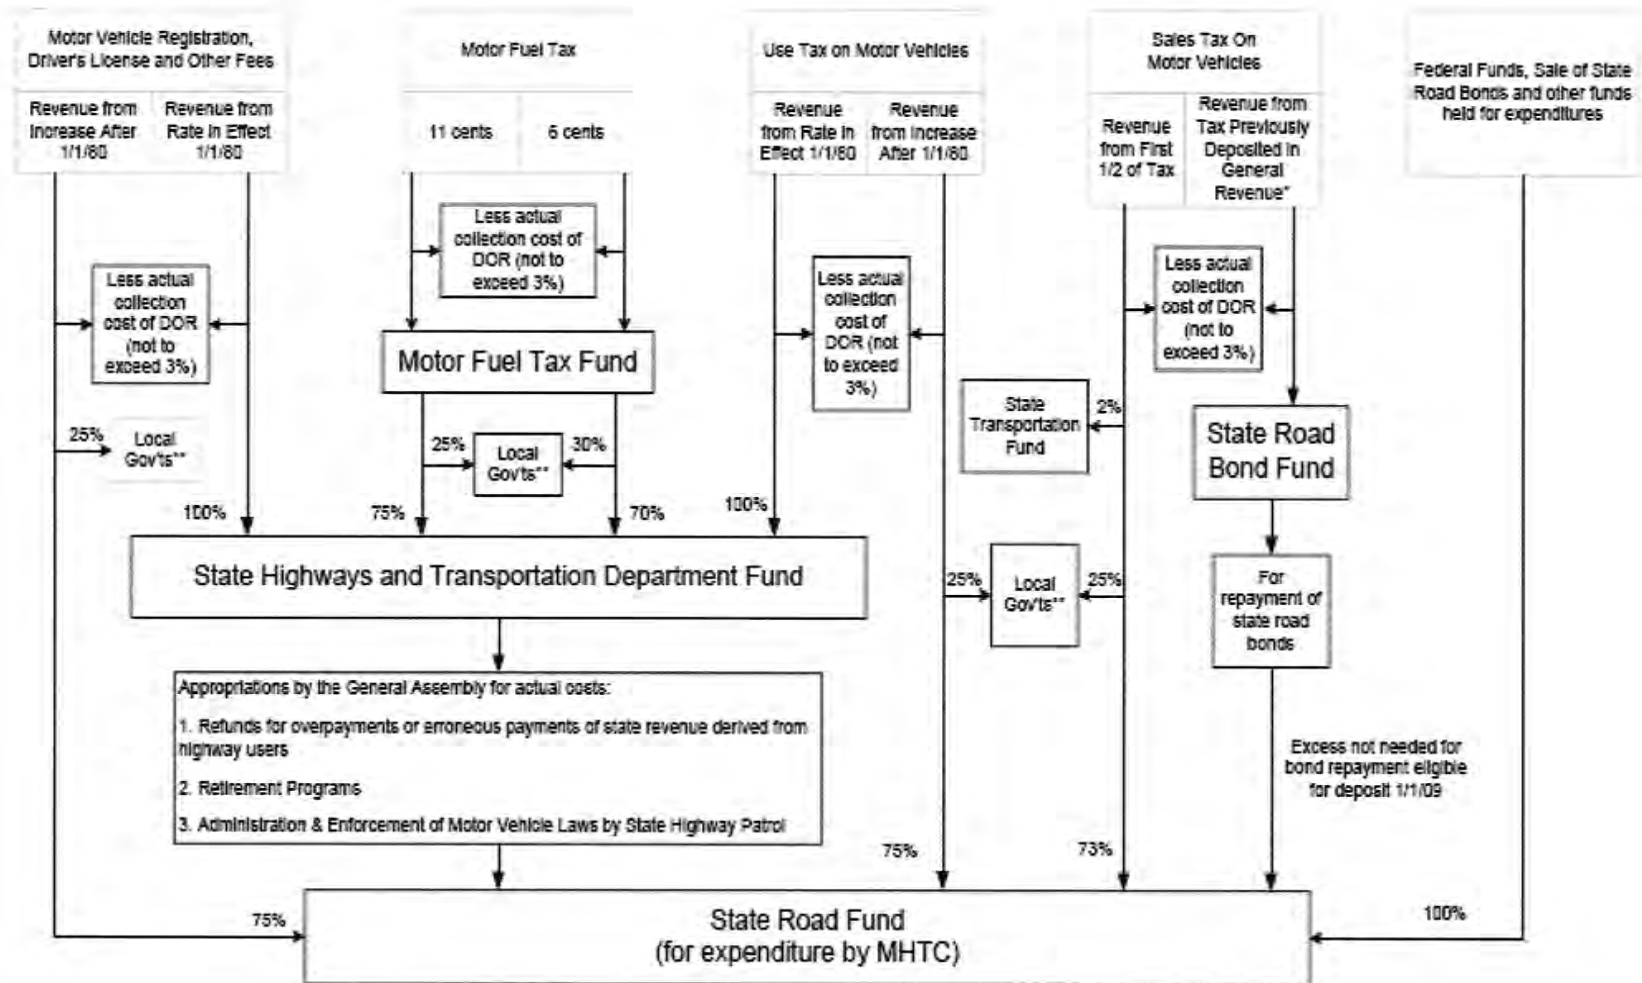 Motor Vehicle Registration,
Driver's License and Other Fees
Revenue from
Increase After
1/1/80
Revenue from
Rate in Effect
1/1/80
Motor Fuel Tax
11 cents
6 cents
Use Tax on Motor Vehicles
Revenue
from Rate in
Effect 1/1/80
Revenue
from Increase
After 1/1/80
Sales Tax On
Motor Vehicles
Revenue
from First
1/2 of Tax
Revenue from
Tax Previously
Deposited in
General
Revenue*
Federal Funds, Sale of State
Road Bonds and other funds
held for expenditures
Less actual
collection
cost of DOR
(not to
exceed 3%)
Less actual
collection cost of
DOR (not to
exceed 3%)
Less actual
collection
cost of
DOR (not
to exceed
3%)
Less actual
collection
cost of DOR
(not to
exceed 3%)
Motor Fuel Tax Fund
State
Transportation
Fund
2%
State Road
Bond Fund
25%
Local
Gov'ts**
25%
Local
Gov'ts**
30%
100%
75%
70%
100%
State Highways and Transportation Department Fund
25%
Local
Gov'ts**
25%
For
repayment of
state road
bonds
Appropriations by the General Assembly for actual costs:
1. Refunds for overpayments or erroneous payments of state revenue derived from
highway users
2. Retirement Programs
3. Administration & Enforcement of Motor Vehicle Laws by State Highway Patrol
Excess not needed for
bond repayment eligible
for deposit 1/1/09
75%
73%
75%
State Road Fund
(for expenditure by MHTC)
100%